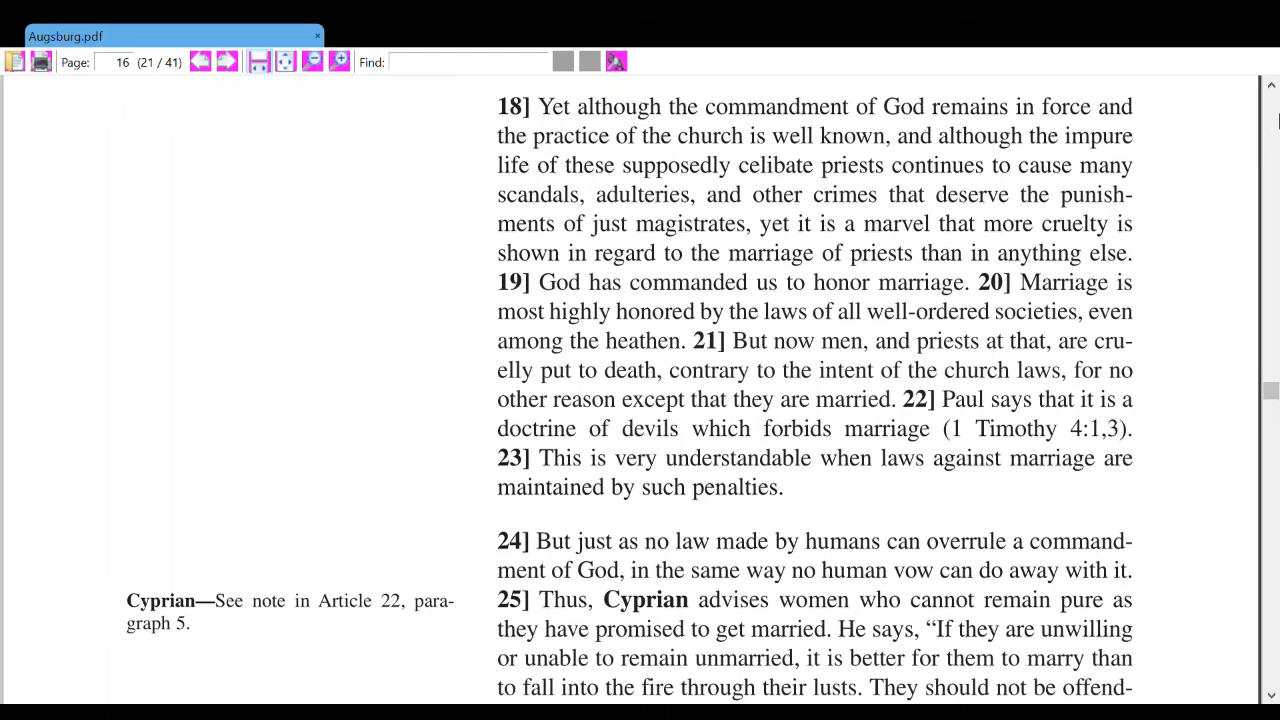 Augsburg.pdf
Page: 16 (21 / 41) Find:
18] Yet although the commandment of God remains in force and
the practice of the church is well known, and although the impure
life of these supposedly celibate priests continues to cause many
scandals, adulteries, and other crimes that deserve the punish-
ments of just magistrates, yet it is a marvel that more cruelty is
shown in regard to the marriage of priests than in anything else.
19] God has commanded us to honor marriage. 20] Marriage is
most highly honored by the laws of all well-ordered societies, even
among the heathen. 21] But now men, and priests at that, are cru-
elly put to death, contrary to the intent of the church laws, for no
other reason except that they are married. 22] Paul says that it is a
doctrine of devils which forbids marriage (1 Timothy 4:1,3).
23] This is very understandable when laws against marriage are
maintained by such penalties.
24] But just as no law made by humans can overrule a command-
ment of God, in the same way no human vow can do away with it.
25] Thus, Cyprian advises women who cannot remain pure as
they have promised to get married. He says, “If they are unwilling
or unable to remain unmarried, it is better for them to marry than
to fall into the fire through their lusts. They should not be offend-
Cyprian—See note in Article 22, para-
graph 5.